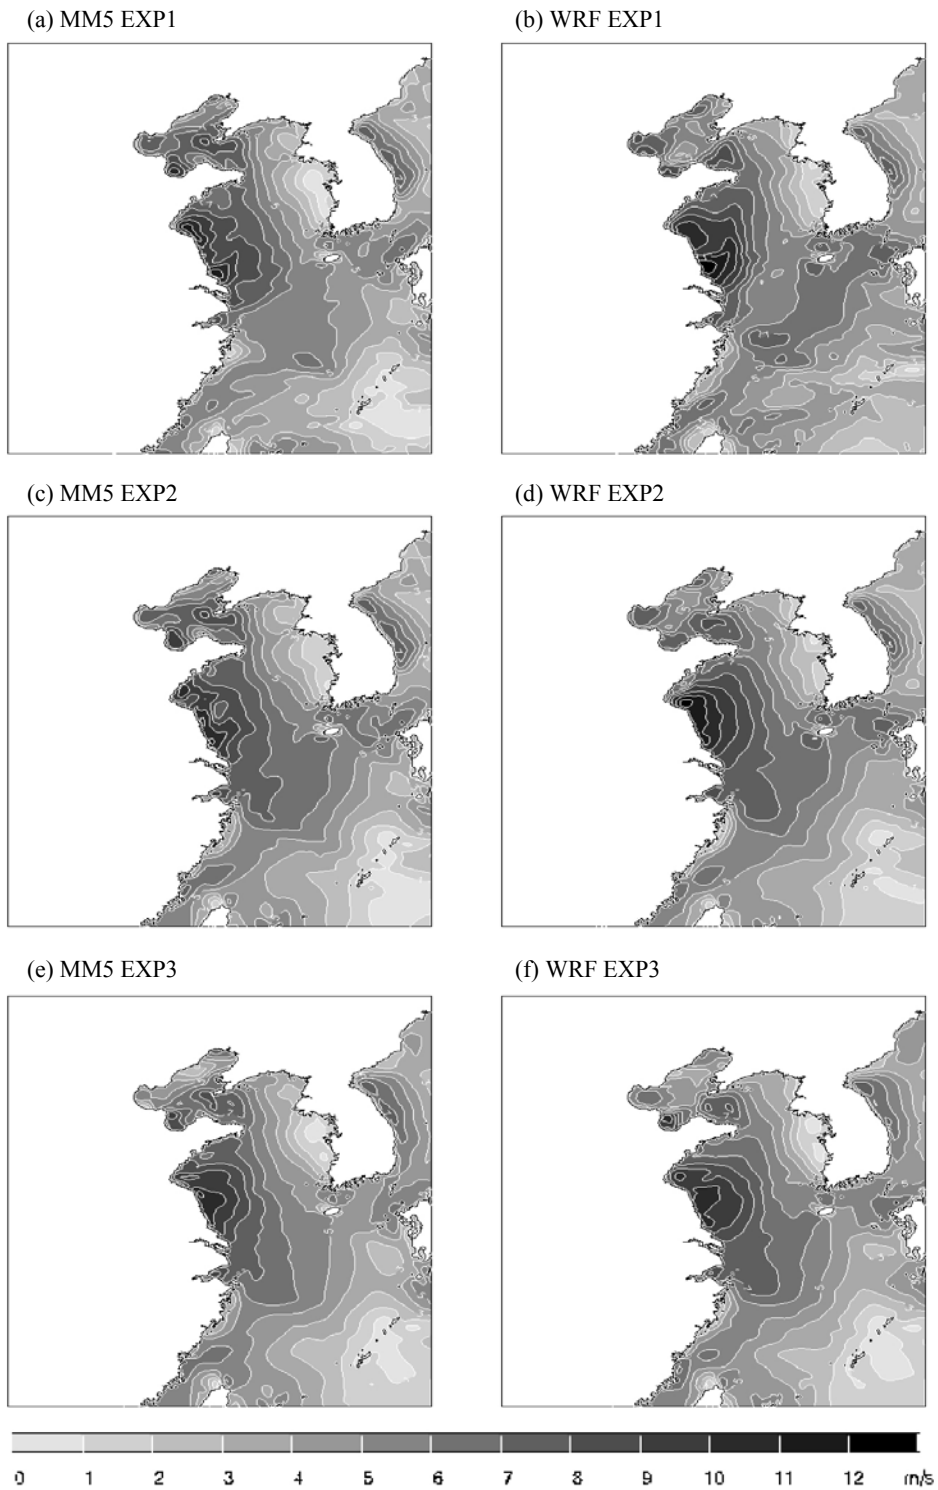 (a) MM5 EXP1 (b) WRF EXP1
(c) MM5 EXP2 (d) WRF EXP2
(e) MM5 EXP3 (f) WRF EXP3
0 1 2 3 4 5 6 7 8 9 10 11 12 m/s